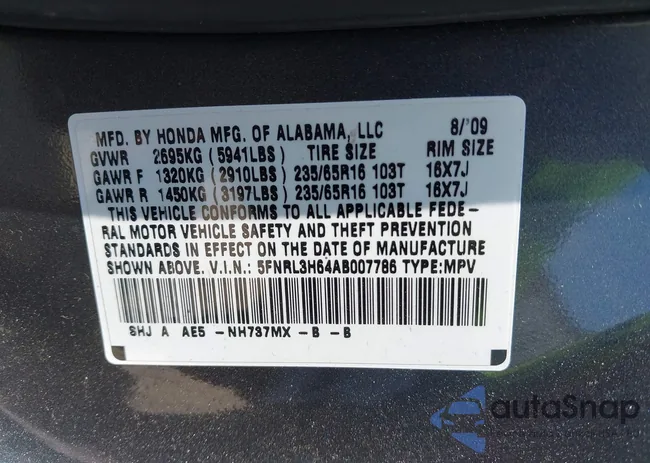 MFD. BY HONDA MFG. OF ALABAMA, LLC 8/'09
GVWR 2695KG (5941LBS) TIRE SIZE RIM SIZE
GAWR F 1320KG (2910LBS) 235/65R16 103T 16X7J
GAWR R 1450KG (3197LBS) 235/65R16 103T 16X7J
THIS VEHICLE CONFORMS TO ALL APPLICABLE FEDE-
RAL MOTOR VEHICLE SAFETY AND THEFT PREVENTION
STANDARDS IN EFFECT ON THE DATE OF MANUFACTURE
SHOWN ABOVE. V.I.N.: 5FNRL3H64AB007786 TYPE:MPV
SHJ A AE5 -NH737MX -B -B
autoSnap